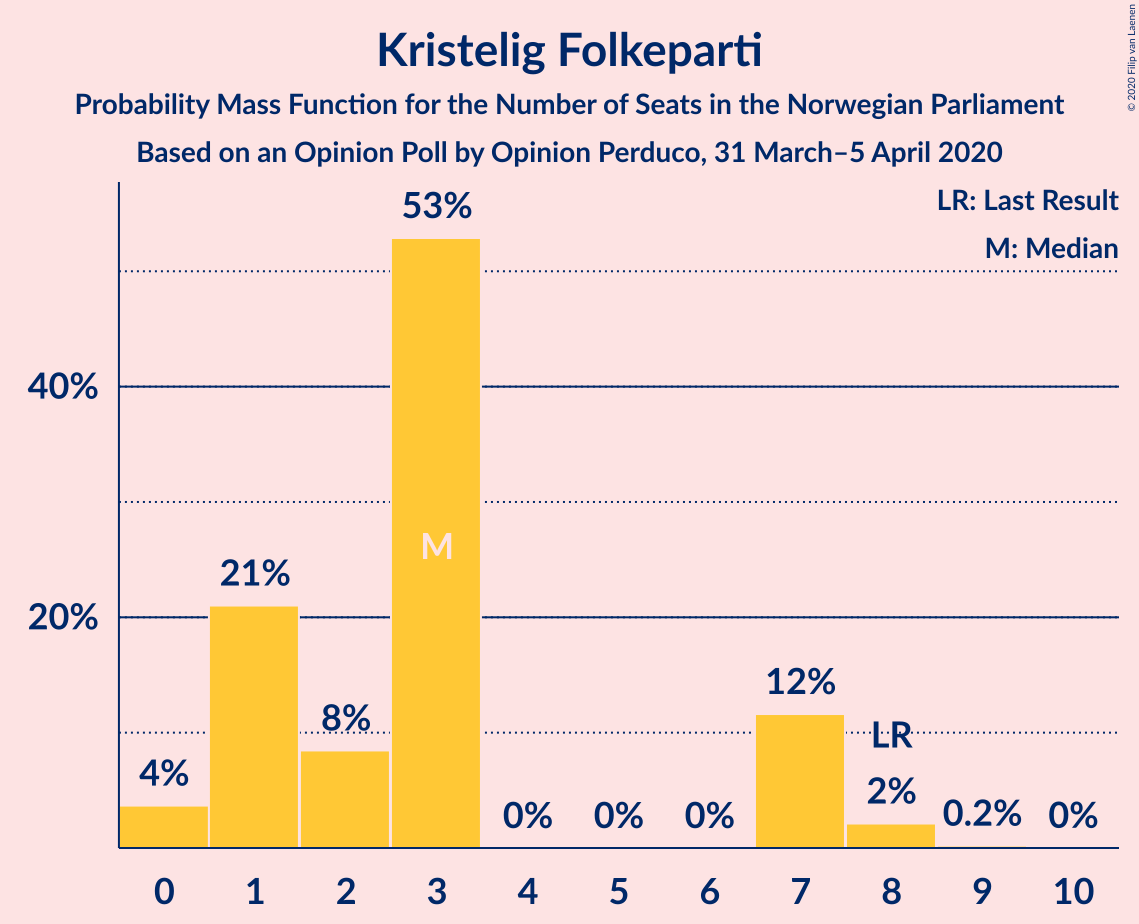 Kristelig Folkeparti
Probability Mass Function for the Number of Seats in the Norwegian Parliament
Based on an Opinion Poll by Opinion Perduco, 31 March–5 April 2020
© 2020 Filip van Laenen
LR: Last Result
M: Median
53%
40%
M
21%
20%
12%
8%
LR
4%
2%
0.2%
0%
0%
0%
0%
0 1 2 3 4 5 6 7 8 9 10